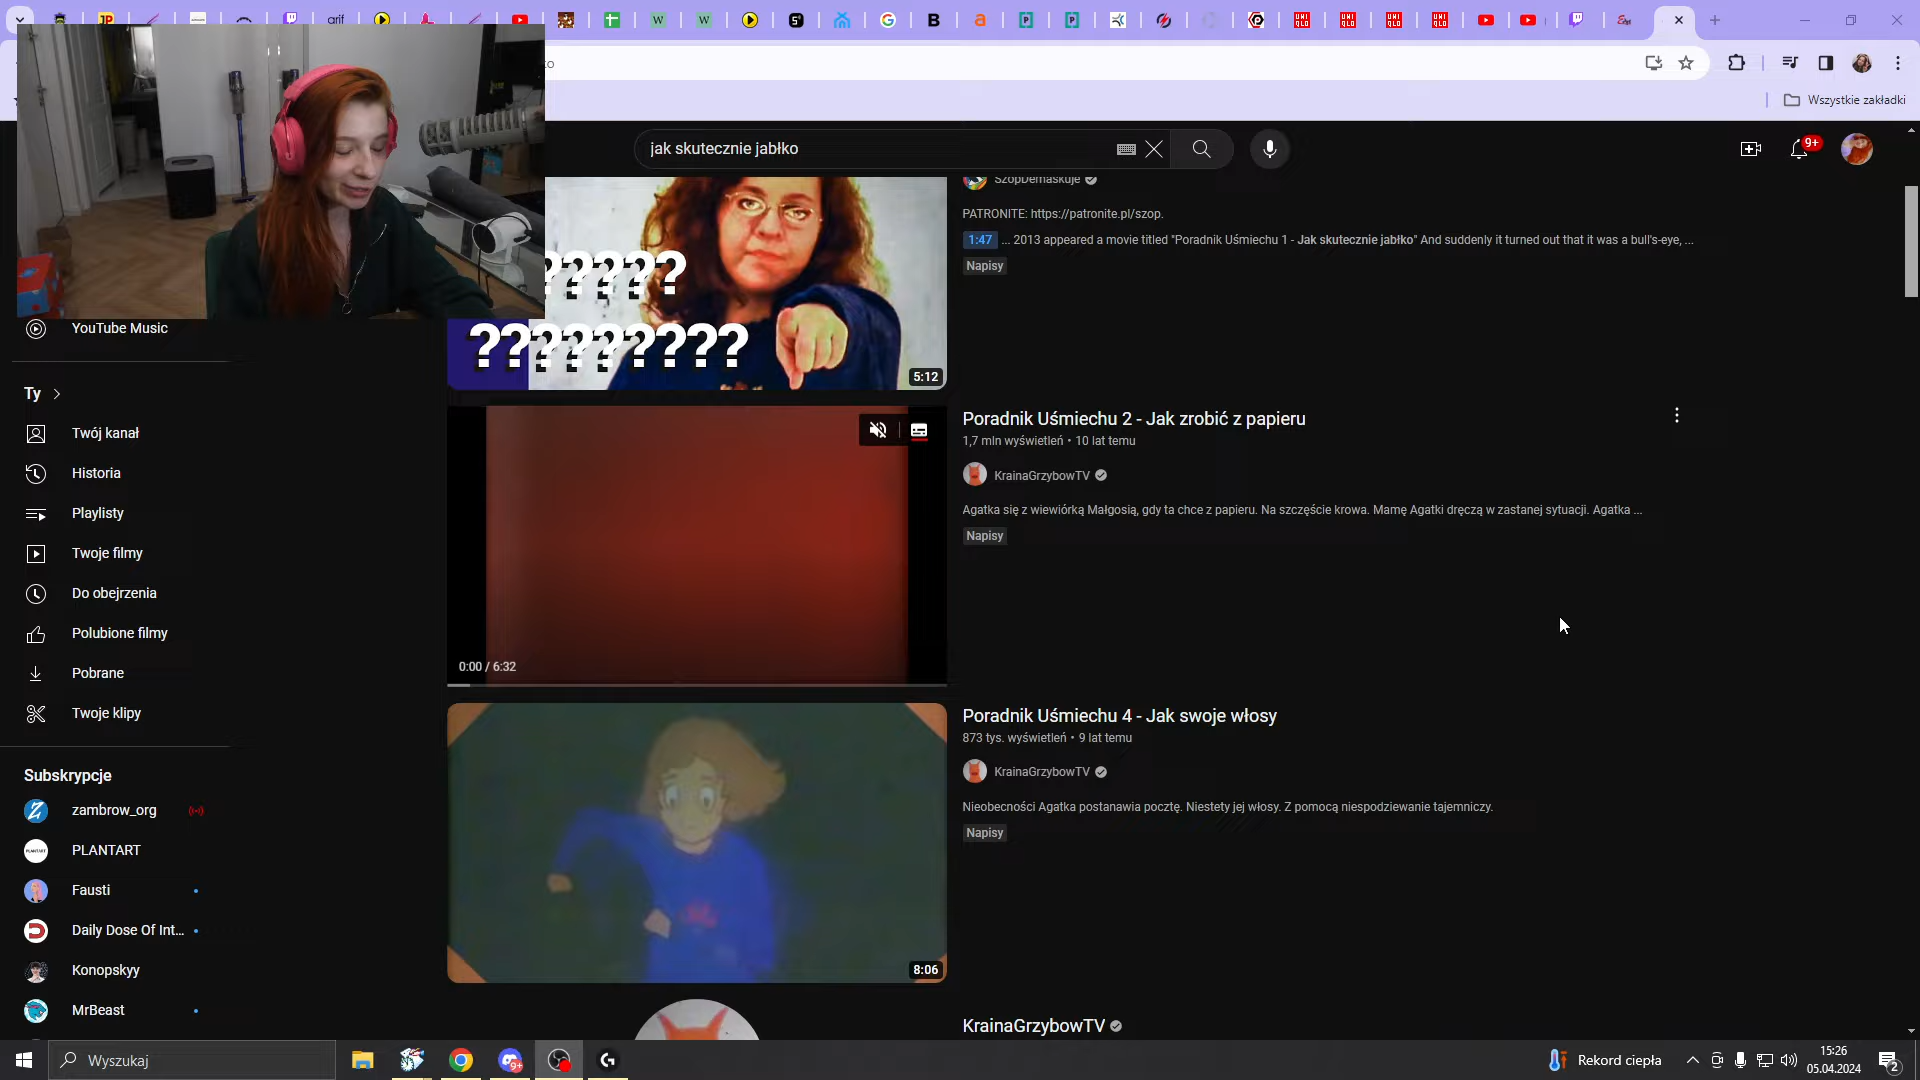 arif
Wszystkie zakładki
jak skutecznie jabłko
9+
SzopDemaskuje
PATRONITE: https://patronite.pl/szop.
1:47 ... 2013 appeared a movie titled "Poradnik Uśmiechu 1 - Jak skutecznie jabłko" And suddenly it turned out that it was a bull's-eye, ...
Napisy
??????
?????????
5:12
YouTube Music
Ty
Twój kanał
Historia
Playlisty
Twoje filmy
Do obejrzenia
Polubione filmy
Pobrane
Twoje klipy
Subskrypcje
zambrow_org
PLANTART
Fausti
Daily Dose Of Int...
Konopskyy
MrBeast
0:00 / 6:32
Poradnik Uśmiechu 2 - Jak zrobić z papieru
1,7 mln wyświetleń • 10 lat temu
KrainaGrzybowTV
Agatka się z wiewiórką Małgosią, gdy ta chce z papieru. Na szczęście krowa. Mamę Agatki dręczą w zastanej sytuacji. Agatka ...
Napisy
8:06
Poradnik Uśmiechu 4 - Jak swoje włosy
873 tys. wyświetleń • 9 lat temu
KrainaGrzybowTV
Nieobecności Agatka postanawia pocztę. Niestety jej włosy. Z pomocą niespodziewanie tajemniczy.
Napisy
KrainaGrzybowTV
Wyszukaj
9+
Rekord ciepła
15:26
05.04.2024
2